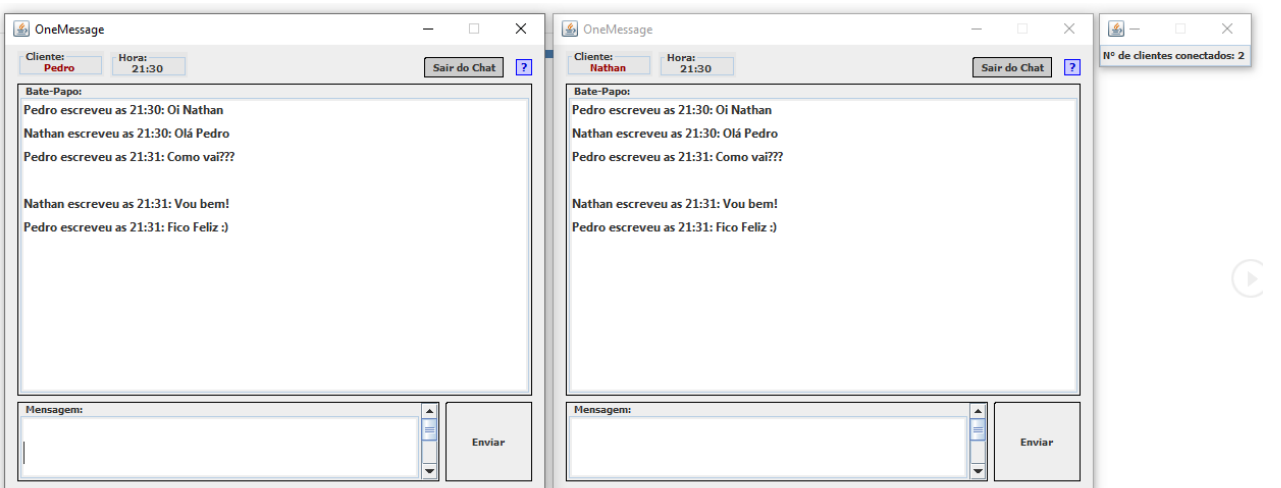 OneMessage
Cliente:
Pedro
Hora:
21:30
Sair do Chat
?
Bate-Papo:
Pedro escreveu as 21:30: Oi Nathan
Nathan escreveu as 21:30: Olá Pedro
Pedro escreveu as 21:31: Como vai???
Nathan escreveu as 21:31: Vou bem!
Pedro escreveu as 21:31: Fico Feliz :)
Mensagem:
Enviar
OneMessage
Cliente:
Nathan
Hora:
21:30
Sair do Chat
?
Bate-Papo:
Pedro escreveu as 21:30: Oi Nathan
Nathan escreveu as 21:30: Olá Pedro
Pedro escreveu as 21:31: Como vai???
Nathan escreveu as 21:31: Vou bem!
Pedro escreveu as 21:31: Fico Feliz :)
Mensagem:
Enviar
Nº de clientes conectados: 2